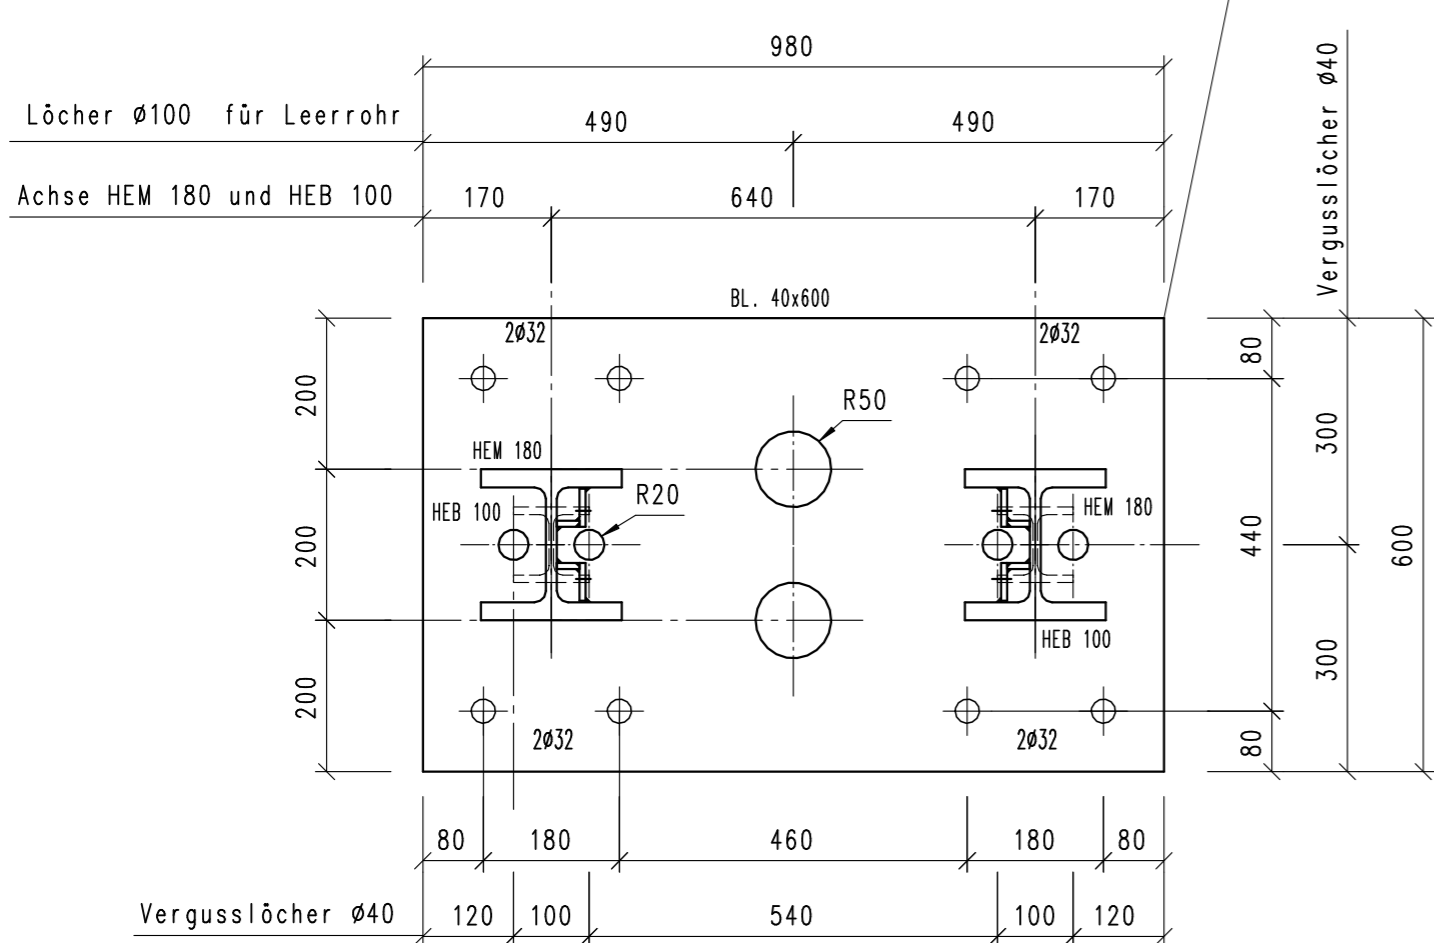 980
Löcher Ø100 für Leerrohr
490
490
Achse HEM 180 und HEB 100
170
640
170
Vergusslöcher Ø40
BL. 40x600
2Ø32
2Ø32
200
200
200
R50
HEM 180
HEB 100
R20
HEM 180
HEB 100
80
440
80
300
300
600
2Ø32
2Ø32
80
180
460
180
80
Vergusslöcher Ø40
120
100
540
100
120